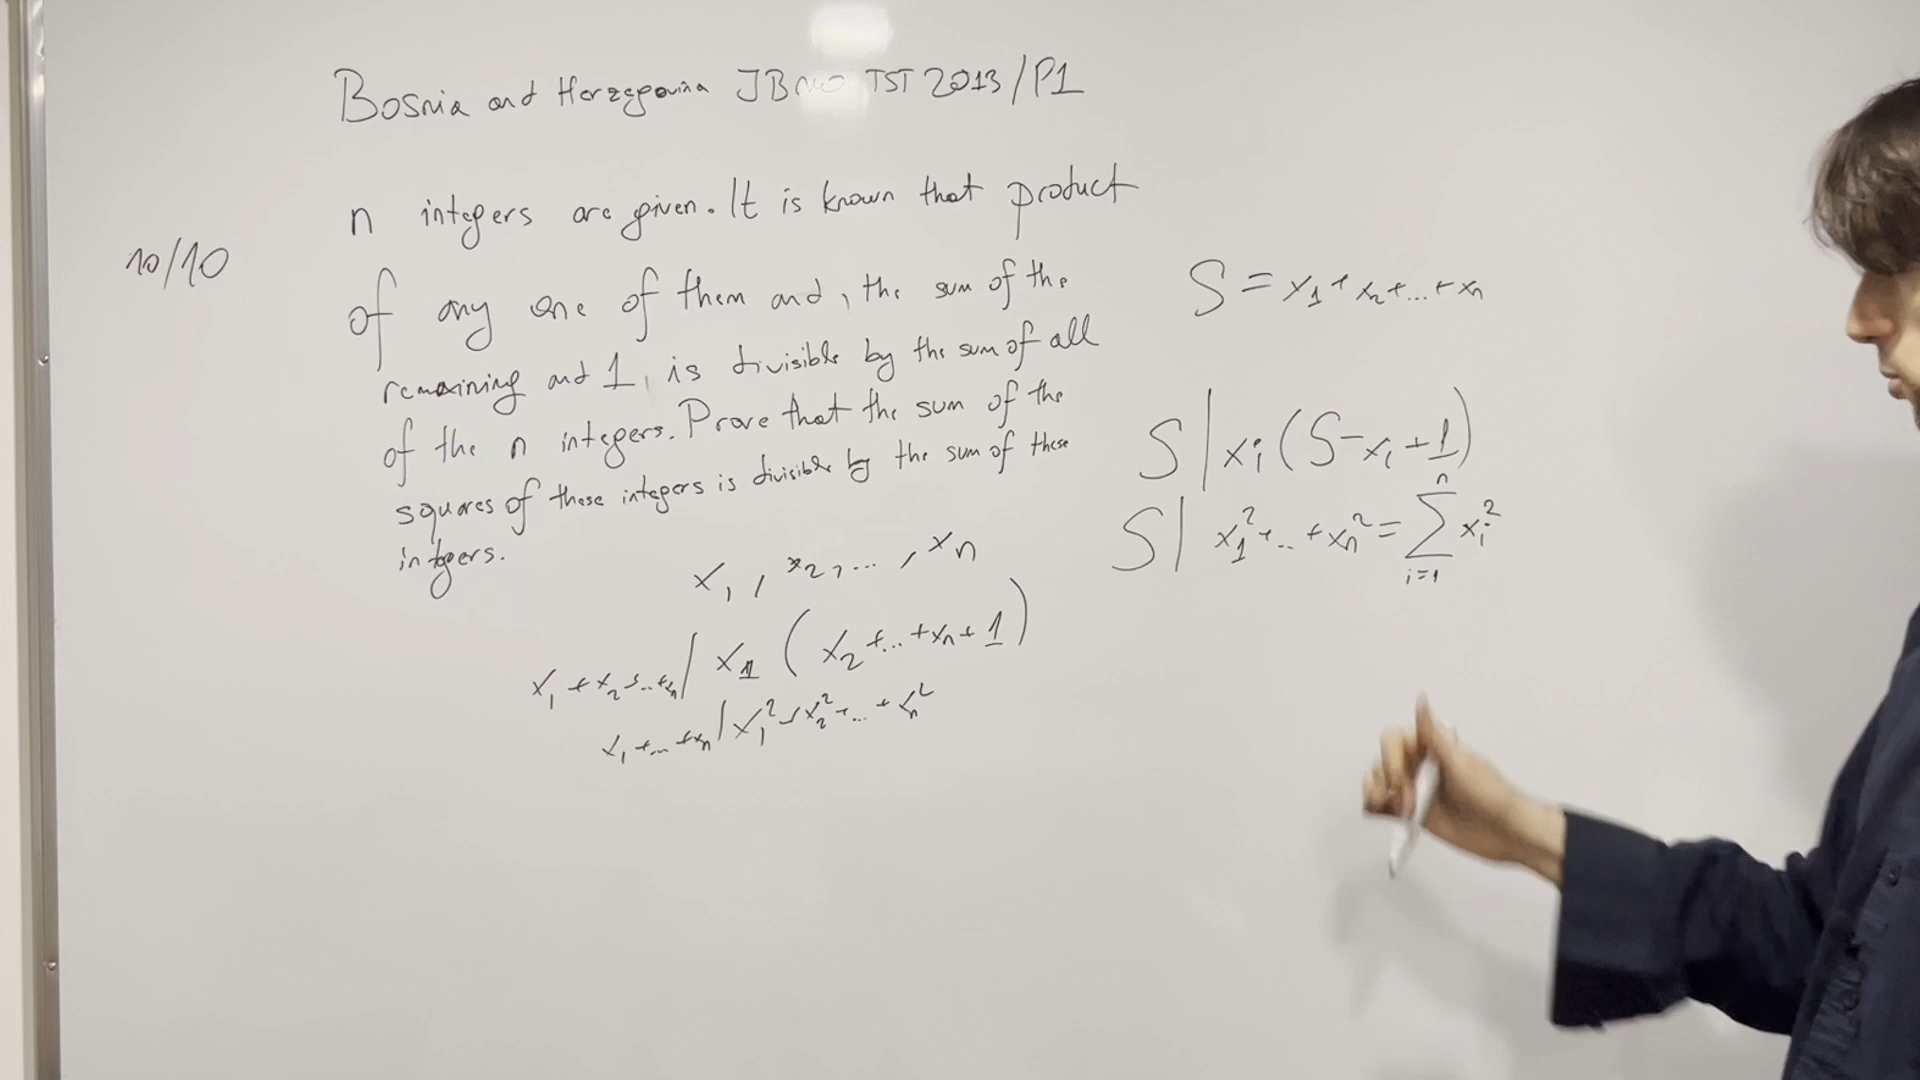 Bosnia and Herzegovina JBMO TST 2013/P1
n integers are given. It is known that product
10/10
of any one of them and, the sum of the
remaining and 1, is divisible by the sum of all
of the n integers. Prove that the sum of the
squares of these integers is divisible by the sum of these
integers.
x₁, x₂, ..., xₙ
x₁ + x₂ + ... + xₙ | x₁ (x₂ + ... + xₙ + 1)
x₁ + ... + xₙ | x₁² + x₂² + ... + xₙ²
S = x₁ + x₂ + ... + xₙ
S | xᵢ (S - xᵢ + 1)
S | x₁² + ... + xₙ² = ∑ᵢ₌₁ⁿ xᵢ²